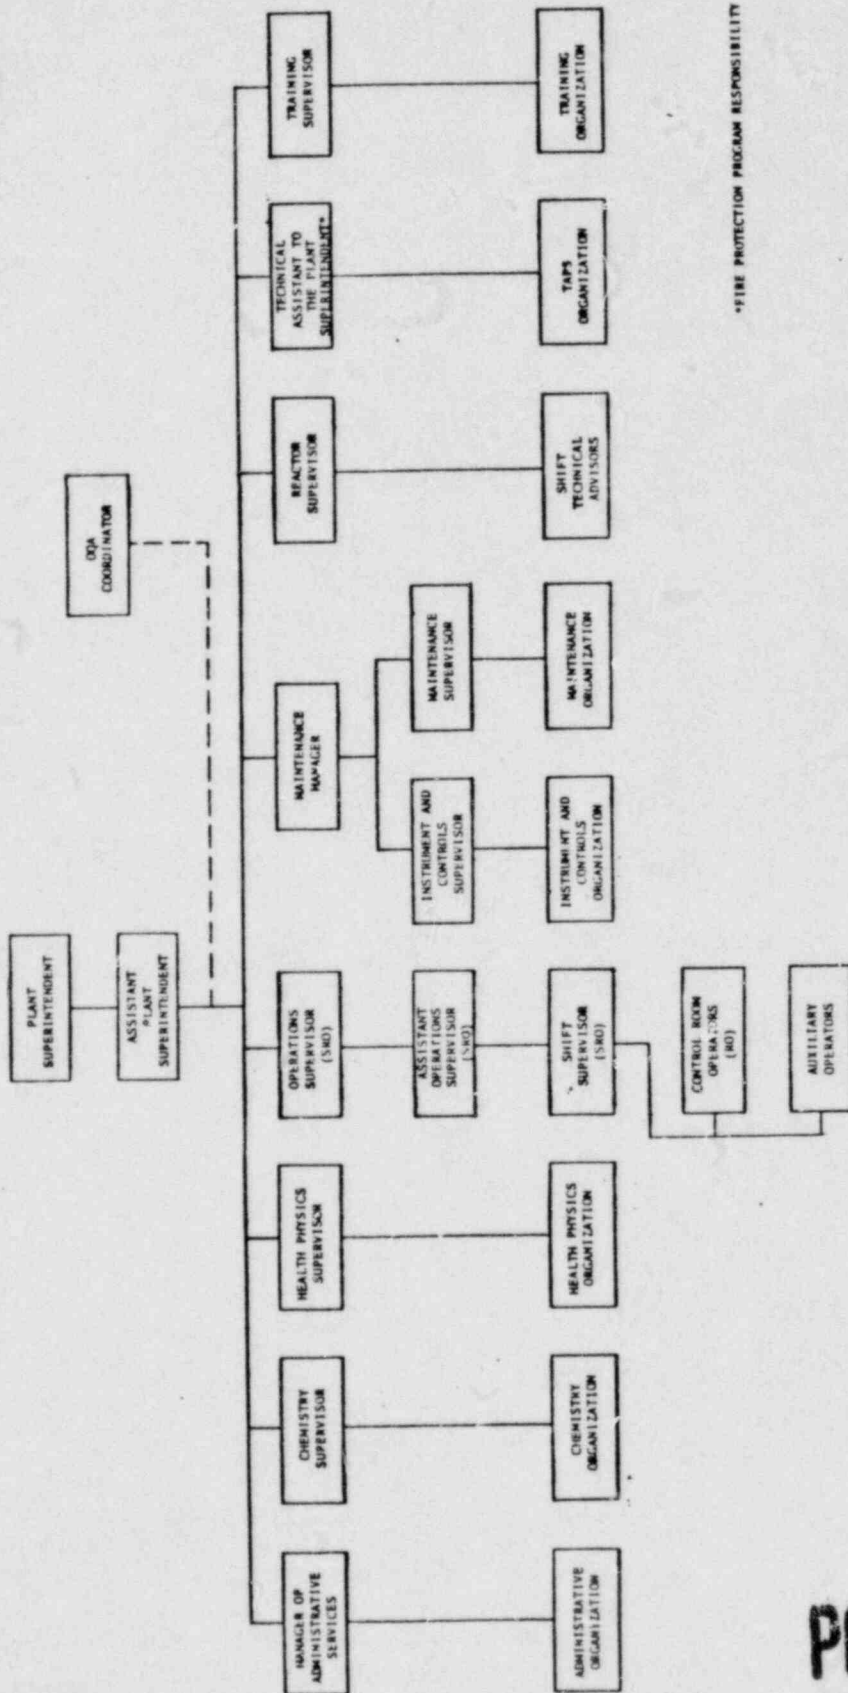 PLANT
SUPERINTENDENT
ASSISTANT
PLANT
SUPERINTENDENT
OQA
COORDINATOR
MANAGER OF
ADMINISTRATIVE
SERVICES
CHEMISTRY
SUPERVISOR
HEALTH PHYSICS
SUPERVISOR
OPERATIONS
SUPERVISOR
(SRO)
MAINTENANCE
MANAGER
REACTOR
SUPERVISOR
TECHNICAL
ASSISTANT TO
THE PLANT
SUPERINTENDENT*
TRAINING
SUPERVISOR
ASSISTANT
OPERATIONS
SUPERVISOR
(SRO)
INSTRUMENT AND
CONTROLS
SUPERVISOR
MAINTENANCE
SUPERVISOR
ADMINISTRATIVE
ORGANIZATION
CHEMISTRY
ORGANIZATION
HEALTH PHYSICS
ORGANIZATION
SHIFT
SUPERVISOR
(SRO)
INSTRUMENT AND
CONTROLS
ORGANIZATION
MAINTENANCE
ORGANIZATION
SHIFT
TECHNICAL
ADVISORS
TAPS
ORGANIZATION
TRAINING
ORGANIZATION
CONTROL ROOM
OPERATORS
(RO)
AUXILIARY
OPERATORS
*FIRE PROTECTION PROGRAM RESPONSIBILITY